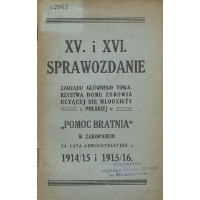 62962
XV. i XVI.
SPRAWOZDANIE
ZARZĄDU GŁÓWNEGO TOWA-
RZYSTWA DOMU ZDROWIA
UCZĄCEJ SIĘ MŁODZIEŻY
POLSKIEJ
„POMOC BRATNIA"
W ZAKOPANEM
ZA LATA ADMINISTRACYJNE
1914/15 i 1915/16.